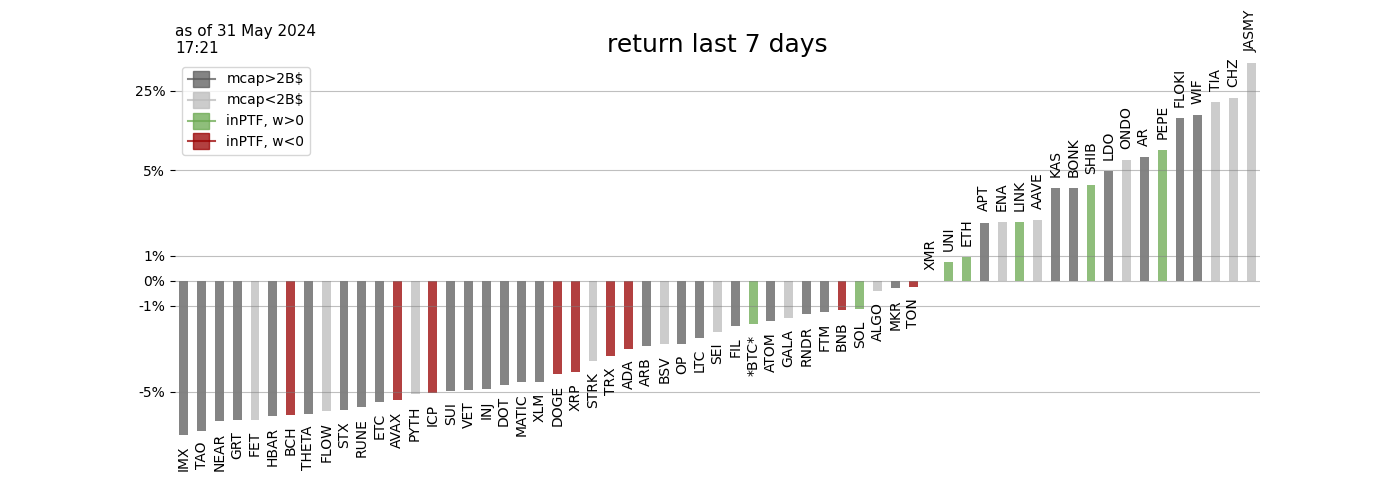 as of 31 May 2024
17:21
return last 7 days
mcap>2B$
mcap<2B$
inPTF, w>0
inPTF, w<0
25%
5%
1%
0%
-1%
-5%
IMX
TAO
NEAR
GRT
FET
HBAR
BCH
THETA
FLOW
STX
RUNE
ETC
AVAX
PYTH
ICP
SUI
VET
INJ
DOT
MATIC
XLM
DOGE
XRP
STRK
TRX
ADA
ARB
BSV
OP
LTC
SEI
FIL
*BTC*
ATOM
GALA
RNDR
FTM
BNB
SOL
ALGO
MKR
TON
XMR
UNI
ETH
APT
ENA
LINK
AAVE
KAS
BONK
SHIB
LDO
ONDO
AR
PEPE
FLOKI
WIF
TIA
CHZ
JASMY